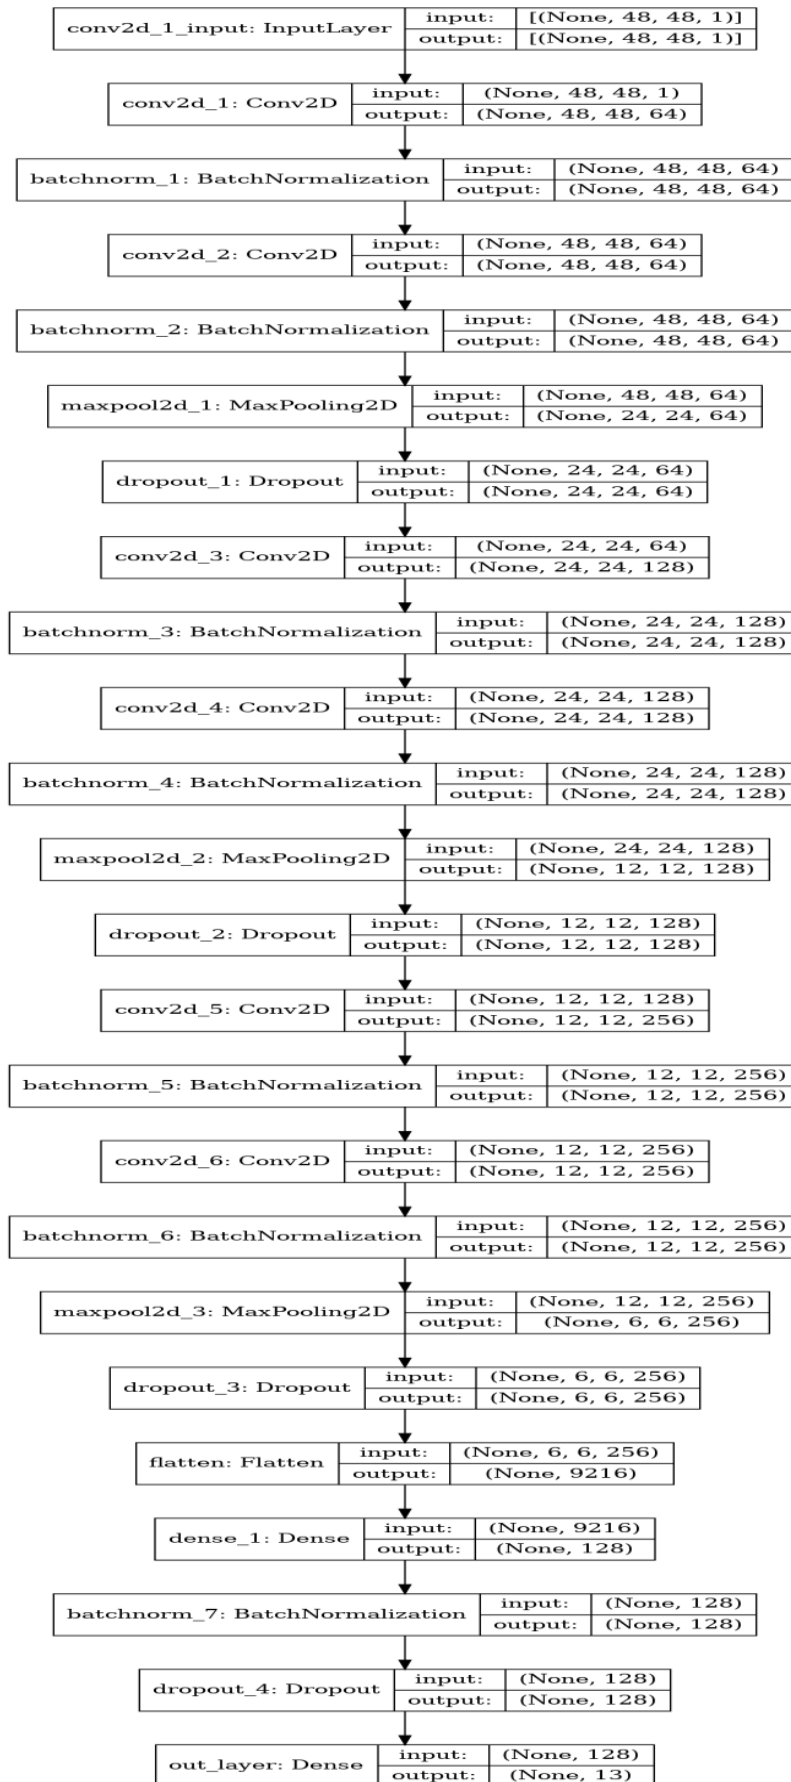 conv2d_1_input: InputLayer input: [(None, 48, 48, 1)]
output: [(None, 48, 48, 1)]
conv2d_1: Conv2D input: (None, 48, 48, 1)
output: (None, 48, 48, 64)
batchnorm_1: BatchNormalization input: (None, 48, 48, 64)
output: (None, 48, 48, 64)
conv2d_2: Conv2D input: (None, 48, 48, 64)
output: (None, 48, 48, 64)
batchnorm_2: BatchNormalization input: (None, 48, 48, 64)
output: (None, 48, 48, 64)
maxpool2d_1: MaxPooling2D input: (None, 48, 48, 64)
output: (None, 24, 24, 64)
dropout_1: Dropout input: (None, 24, 24, 64)
output: (None, 24, 24, 64)
conv2d_3: Conv2D input: (None, 24, 24, 64)
output: (None, 24, 24, 128)
batchnorm_3: BatchNormalization input: (None, 24, 24, 128)
output: (None, 24, 24, 128)
conv2d_4: Conv2D input: (None, 24, 24, 128)
output: (None, 24, 24, 128)
batchnorm_4: BatchNormalization input: (None, 24, 24, 128)
output: (None, 24, 24, 128)
maxpool2d_2: MaxPooling2D input: (None, 24, 24, 128)
output: (None, 12, 12, 128)
dropout_2: Dropout input: (None, 12, 12, 128)
output: (None, 12, 12, 128)
conv2d_5: Conv2D input: (None, 12, 12, 128)
output: (None, 12, 12, 256)
batchnorm_5: BatchNormalization input: (None, 12, 12, 256)
output: (None, 12, 12, 256)
conv2d_6: Conv2D input: (None, 12, 12, 256)
output: (None, 12, 12, 256)
batchnorm_6: BatchNormalization input: (None, 12, 12, 256)
output: (None, 12, 12, 256)
maxpool2d_3: MaxPooling2D input: (None, 12, 12, 256)
output: (None, 6, 6, 256)
dropout_3: Dropout input: (None, 6, 6, 256)
output: (None, 6, 6, 256)
flatten: Flatten input: (None, 6, 6, 256)
output: (None, 9216)
dense_1: Dense input: (None, 9216)
output: (None, 128)
batchnorm_7: BatchNormalization input: (None, 128)
output: (None, 128)
dropout_4: Dropout input: (None, 128)
output: (None, 128)
out_layer: Dense input: (None, 128)
output: (None, 13)